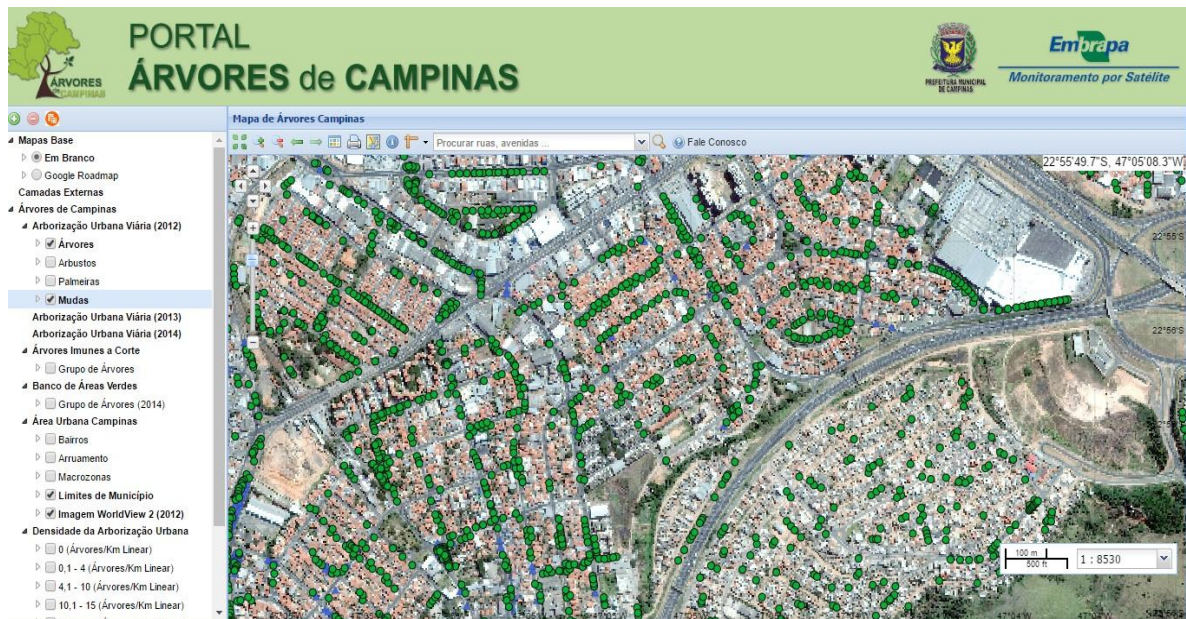 PORTAL
ÁRVORES de CAMPINAS
ÁRVORES
DE CAMPINAS
PREFEITURA MUNICIPAL
DE CAMPINAS
Embrapa
Monitoramento por Satélite
Mapa de Árvores Campinas
Procurar ruas, avenidas ...
Fale Conosco
Mapas Base
Em Branco
Google Roadmap
Camadas Externas
Árvores de Campinas
Arborização Urbana Viária (2012)
Árvores
Arbustos
Palmeiras
Mudas
Arborização Urbana Viária (2013)
Arborização Urbana Viária (2014)
Árvores Imunes a Corte
Grupo de Árvores
Banco de Áreas Verdes
Grupo de Árvores (2014)
Área Urbana Campinas
Bairros
Arruamento
Macrozonas
Limites de Município
Imagem WorldView 2 (2012)
Densidade da Arborização Urbana
0 (Árvores/Km Linear)
0,1 - 4 (Árvores/Km Linear)
4,1 - 10 (Árvores/Km Linear)
10,1 - 15 (Árvores/Km Linear)
22°55'49.7"S, 47°05'08.3"W
22°55'S
22°56'S
100 m
500 ft
1 : 8530
47°04'W